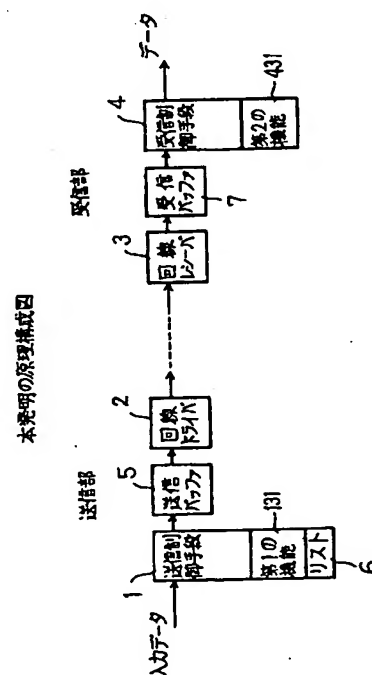 本発明の原理構成図
送信部
受信部
入力データ
1
送信制
御手段
第1の
機能
131
リスト
6
5
送信
バッファ
2
回線
ドライバ
3
回線
レシーバ
受信
バッファ
7
4
受信制
御手段
第2の
機能
431
データ